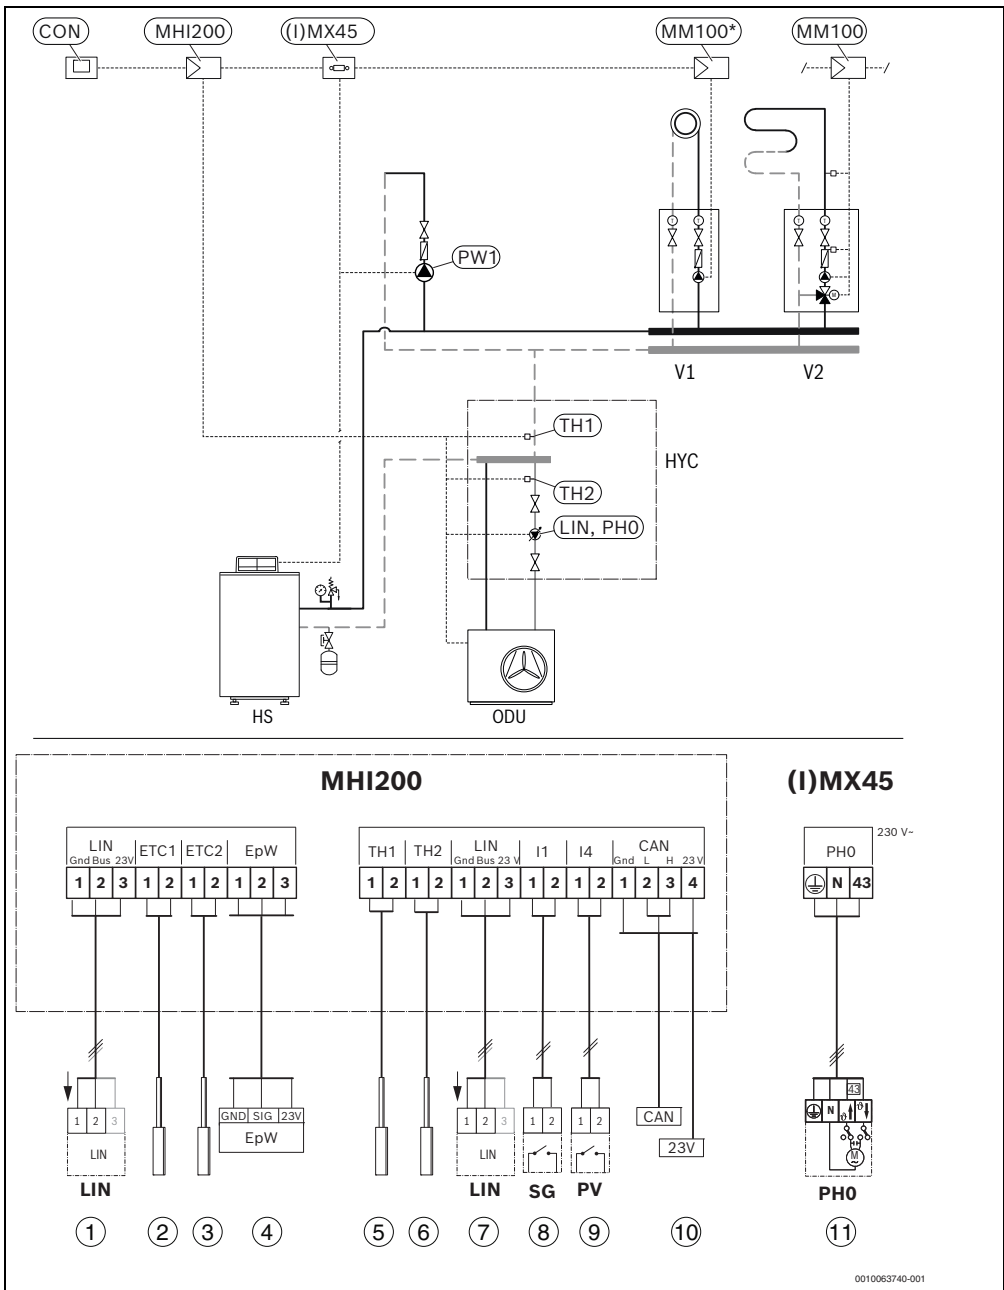 CON MHI200 (I)MX45 MM100* MM100
PW1
V1 V2
TH1
HYC
TH2
LIN, PH0
HS ODU
MHI200 (I)MX45
230 V~
LIN ETC1 ETC2 EpW TH1 TH2 LIN I1 I4 CAN PH0
Gnd Bus 23V Gnd Bus 23 V Gnd L H 23 V
1 2 3 1 2 1 2 1 2 3 1 2 1 2 1 2 3 1 2 1 2 1 2 3 4 N 43
43
1 2 3 GND SIG 23V 1 2 3 1 2 1 2 CAN N ϑ ϑ
LIN EpW LIN 23V M
LIN LIN SG PV PH0
1 2 3 4 5 6 7 8 9 10 11
0010063740-001